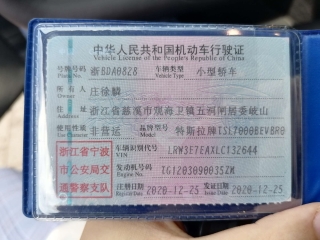 中华人民共和国机动车行驶证
Vehicle License of the People's Republic of China
号牌号码 浙BDA0828 车辆类型 小型轿车
Plate No. Vehicle Type
所有人 庄徐麟
Owner
住址 浙江省慈溪市观海卫镇五洞闸居委岐山
Address
使用性质 非营运 品牌型号 特斯拉牌TSL7000BEVBR0
浙江省宁波 车辆识别代号 LRW3E7EAXLC132644
VIN
市公安局交 发动机号码 TG120309003SZW
Engine No.
通警察支队 注册日期 2020-12-25 发证日期 2020-12-25